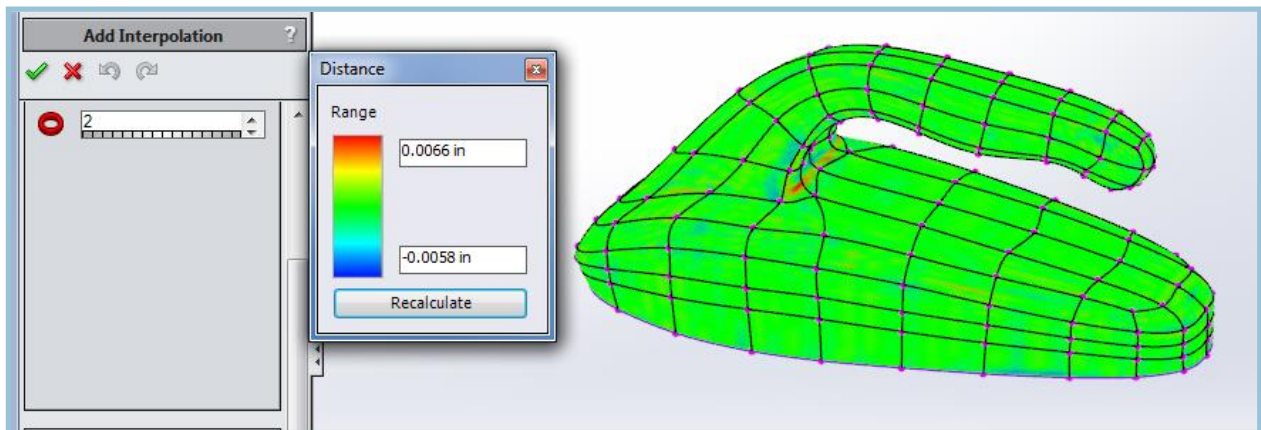 Add Interpolation ?
2
Distance
Range
0.0066 in
-0.0058 in
Recalculate